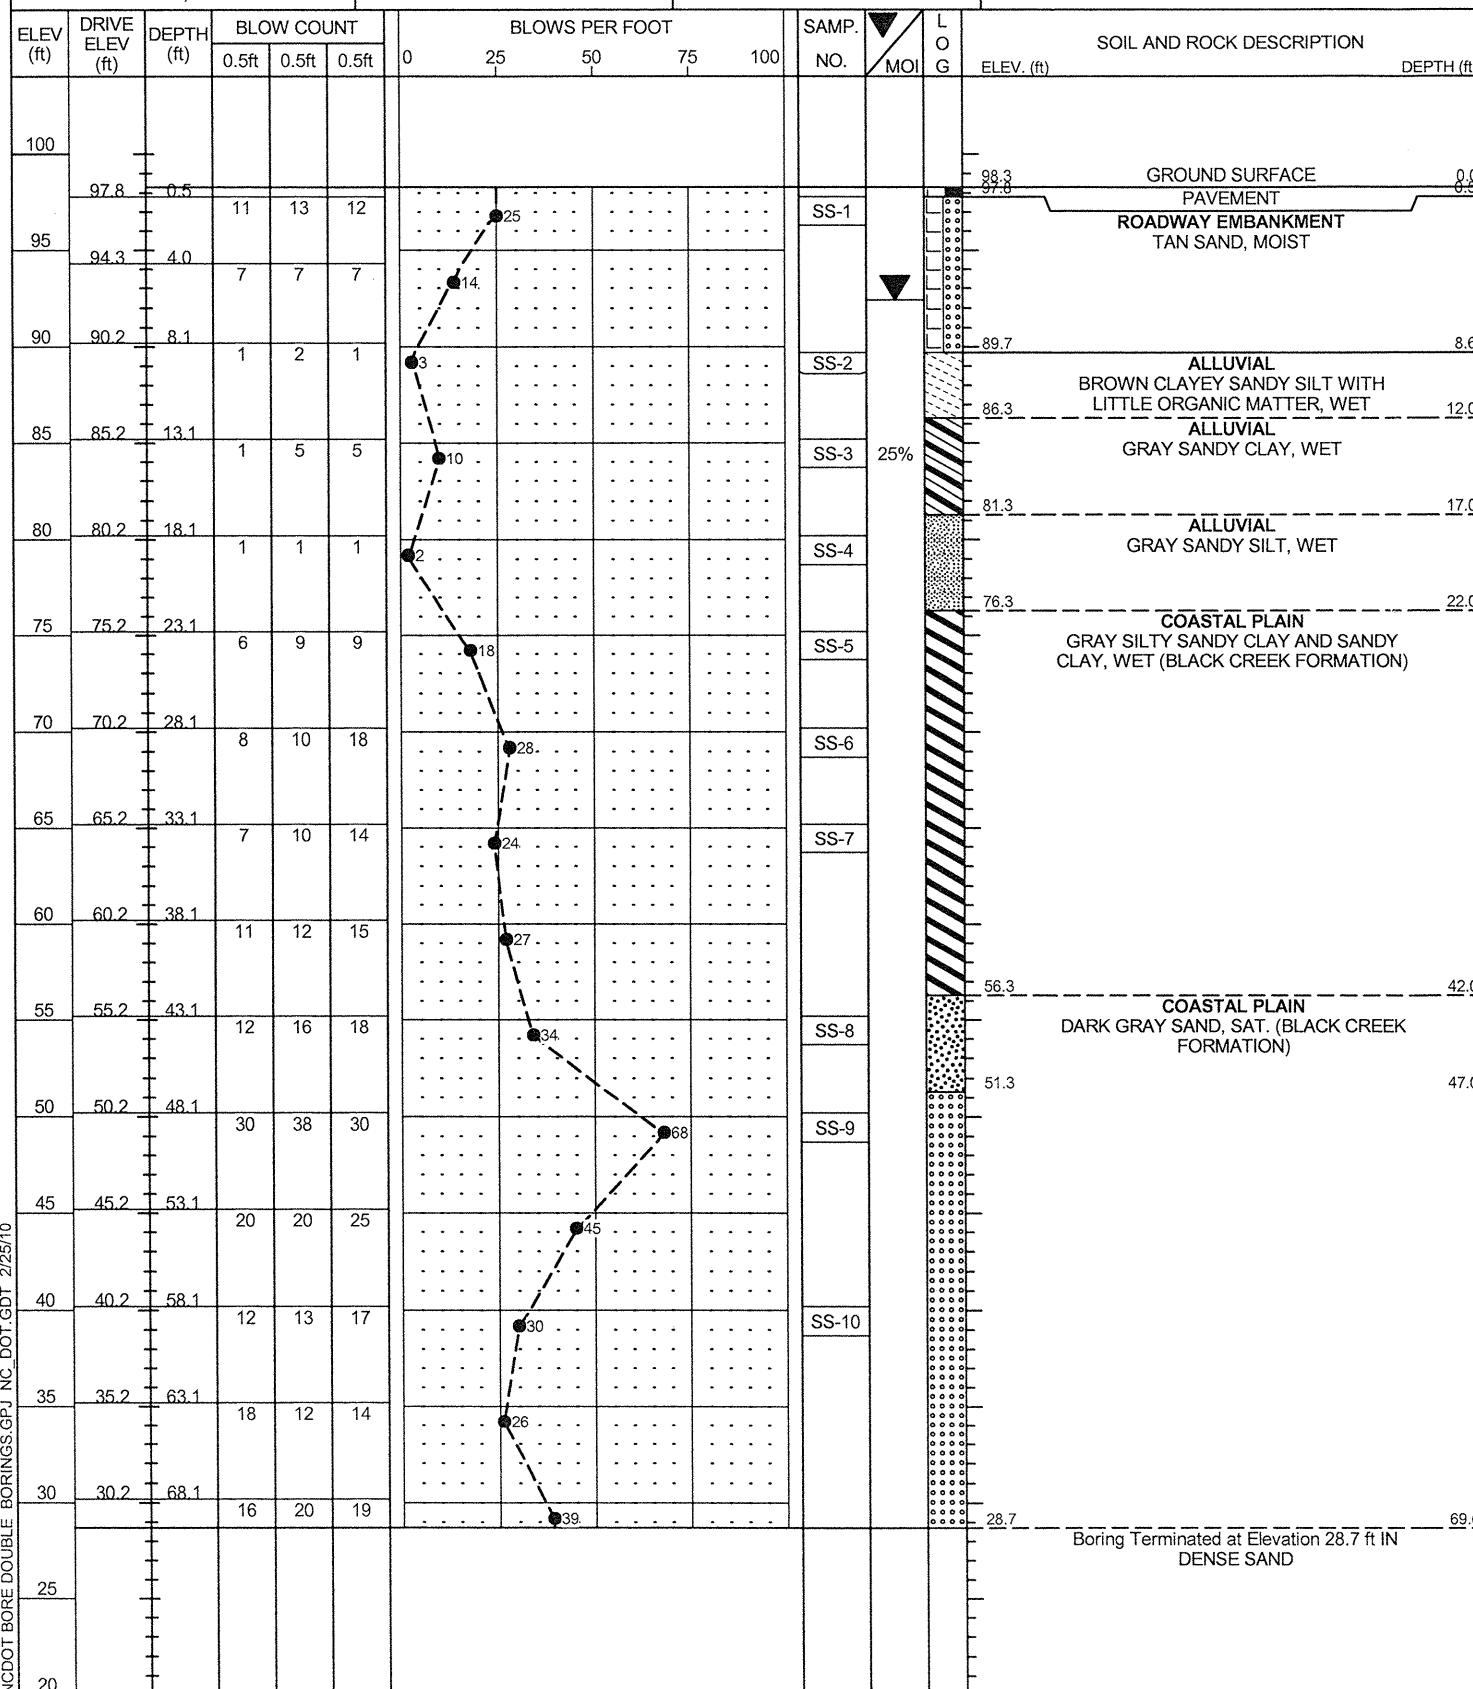 ELEV (ft) DRIVE ELEV (ft) DEPTH (ft) BLOW COUNT 0.5ft 0.5ft 0.5ft BLOWS PER FOOT 0 25 50 75 100 SAMP. NO. MOI L O G SOIL AND ROCK DESCRIPTION ELEV. (ft) DEPTH (ft
100
98.3 GROUND SURFACE 0.0
97.8 0.5 97.8 PAVEMENT 0.5
11 13 12 25 SS-1
ROADWAY EMBANKMENT
TAN SAND, MOIST
95
94.3 4.0
7 7 7 14
90 90.2 8.1
89.7 8.6
1 2 1 3 SS-2 ALLUVIAL
BROWN CLAYEY SANDY SILT WITH
86.3 LITTLE ORGANIC MATTER, WET 12.0
ALLUVIAL
85 85.2 13.1
GRAY SANDY CLAY, WET
1 5 5 10 SS-3 25%
81.3 17.0
80 80.2 18.1 ALLUVIAL
1 1 1 2 SS-4 GRAY SANDY SILT, WET
76.3 22.0
75 75.2 23.1 COASTAL PLAIN
6 9 9 18 SS-5 GRAY SILTY SANDY CLAY AND SANDY
CLAY, WET (BLACK CREEK FORMATION)
70 70.2 28.1
8 10 18 28 SS-6
65 65.2 33.1
7 10 14 24 SS-7
60 60.2 38.1
11 12 15 27
56.3 42.0
55 55.2 43.1 COASTAL PLAIN
12 16 18 34 SS-8 DARK GRAY SAND, SAT. (BLACK CREEK
FORMATION)
51.3 47.0
50 50.2 48.1
30 38 30 68 SS-9
45 45.2 53.1
20 20 25 45
40 40.2 58.1
12 13 17 30 SS-10
35 35.2 63.1
18 12 14 26
30 30.2 68.1
16 20 19 39
28.7 69.6
Boring Terminated at Elevation 28.7 ft IN
DENSE SAND
25
20
NCDOT BORE DOUBLE BORINGS.GPJ NC_DOT.GDT 2/25/10